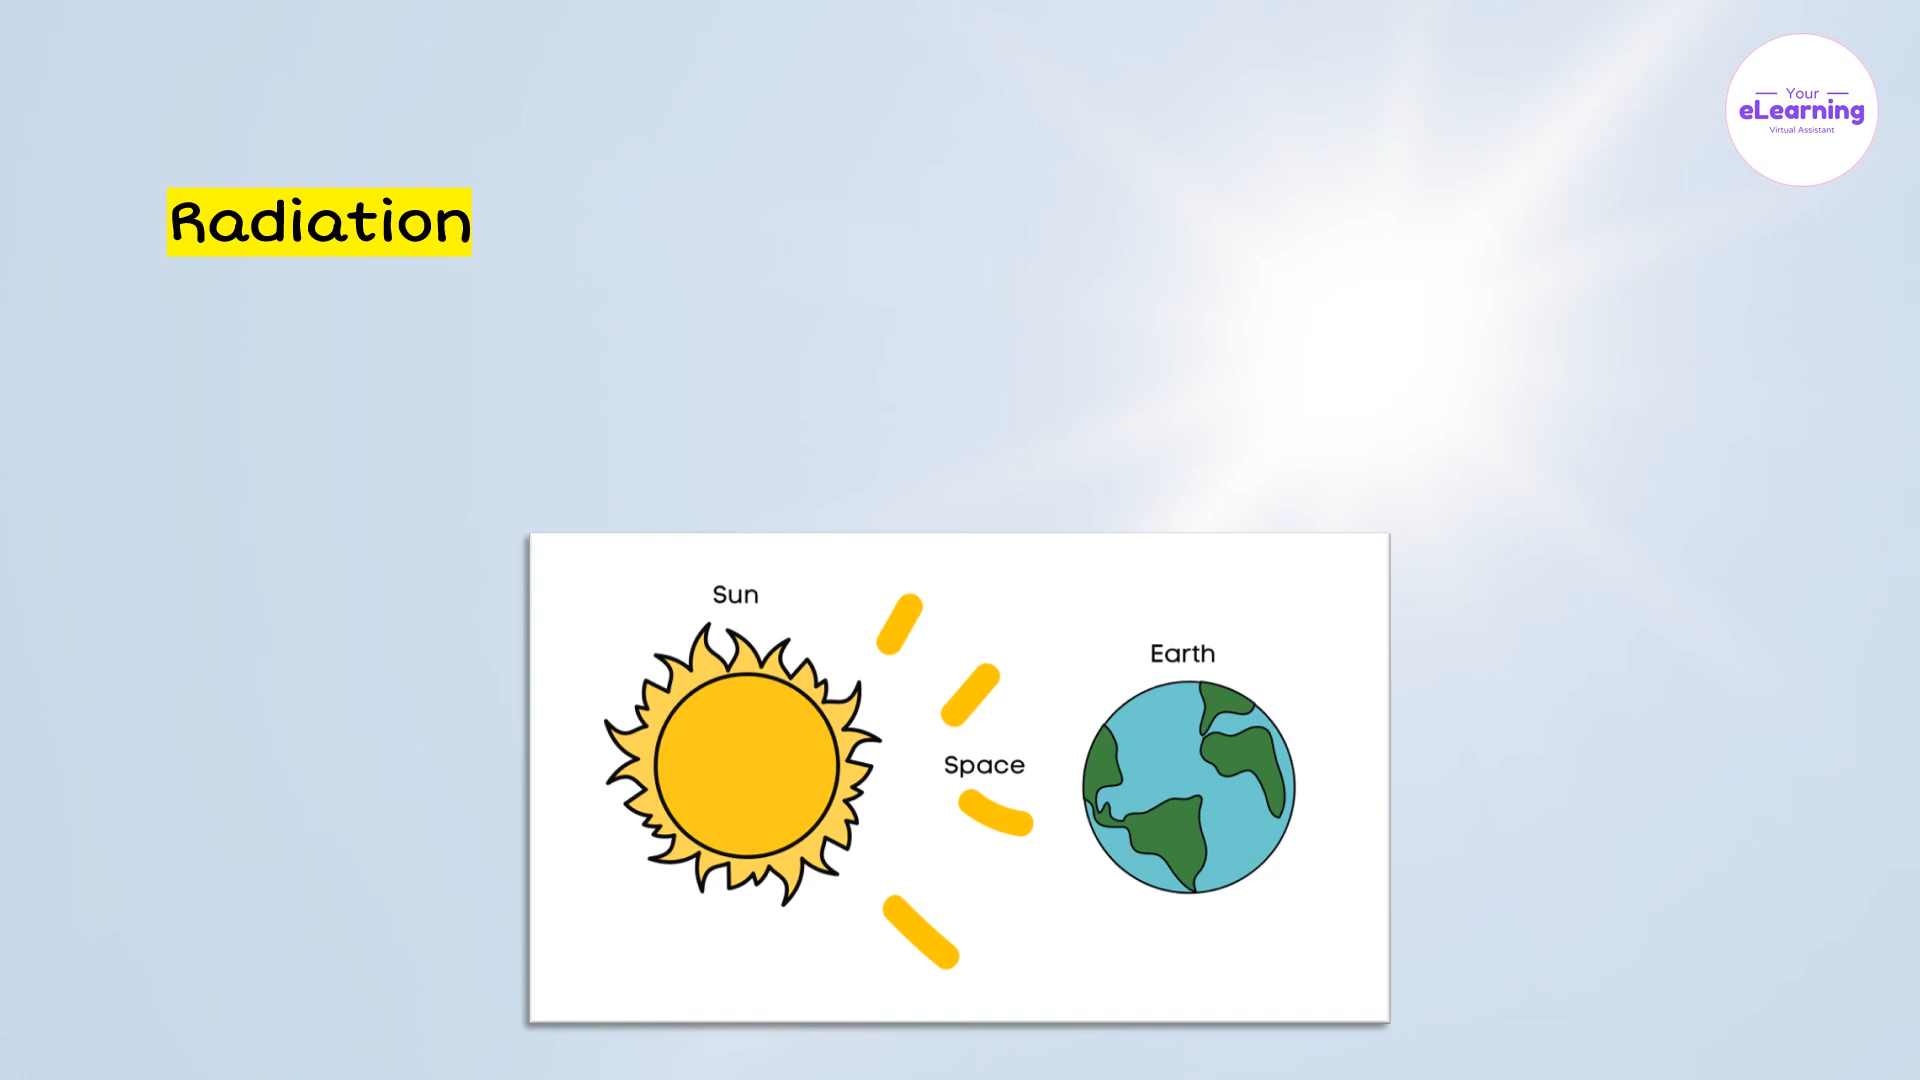 Your
eLearning
Virtual Assistant
Radiation
Sun
Earth
Space